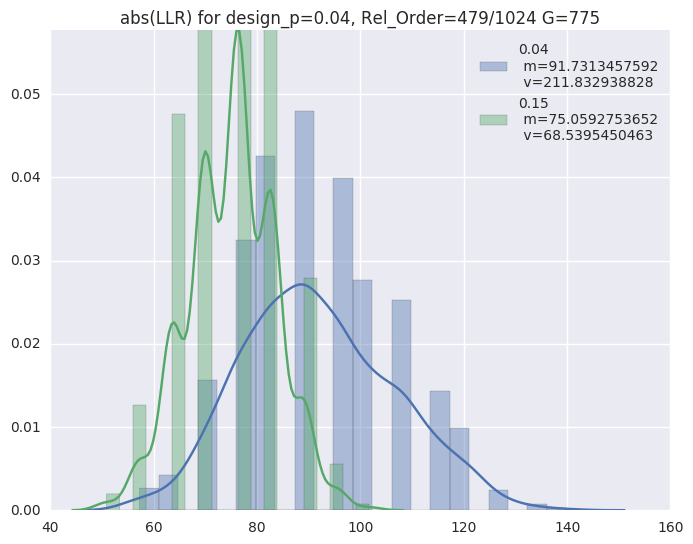 abs(LLR) for design_p=0.04, Rel_Order=479/1024 G=775
0.04
m=91.7313457592
v=211.832938828
0.15
m=75.0592753652
v=68.5395450463
0.05
0.04
0.03
0.02
0.01
0.00
40 60 80 100 120 140 160